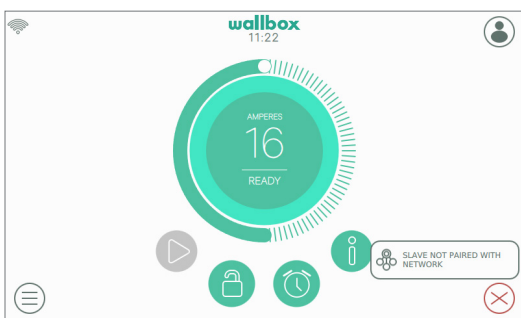 wallbox
11:22
AMPERES
16
READY
SLAVE NOT PAIRED WITH
NETWORK